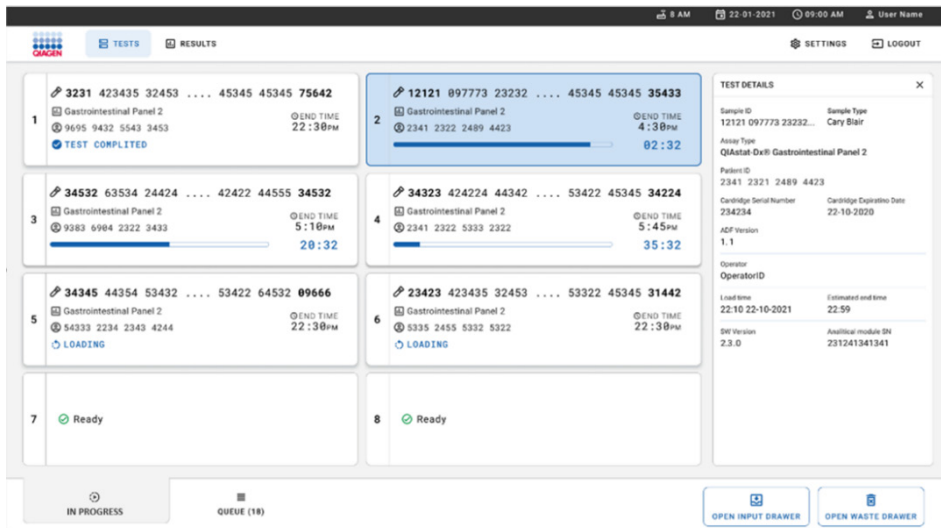 8 AM 22-01-2021 09:00 AM User Name
QIAGEN TESTS RESULTS SETTINGS LOGOUT
1
3231 423435 32453 .... 45345 45345 75642
Gastrointestinal Panel 2
9695 9432 5543 3453
END TIME
22:30PM
TEST COMPLITED
2
12121 097773 23232 .... 45345 45345 35433
Gastrointestinal Panel 2
2341 2322 2489 4423
END TIME
4:30PM
02:32
3
34532 63534 24424 .... 42422 44555 34532
Gastrointestinal Panel 2
9383 6904 2322 3433
END TIME
5:10PM
20:32
4
34323 424224 44342 .... 53422 45345 34224
Gastrointestinal Panel 2
2341 2322 5333 2322
END TIME
5:45PM
35:32
5
34345 44354 53432 .... 53422 64532 09666
Gastrointestinal Panel 2
54333 2234 2343 4244
END TIME
22:30PM
LOADING
6
23423 423435 32453 .... 53322 45345 31442
Gastrointestinal Panel 2
5335 2455 5332 5322
END TIME
22:30PM
LOADING
7 Ready
8 Ready
TEST DETAILS
Sample ID Sample Type
12121 097773 23232... Cary Blair
Assay Type
QIAstat-Dx® Gastrointestinal Panel 2
Patient ID
2341 2321 2489 4423
Cardridge Serial Number Cardridge Expiratino Date
234234 22-10-2020
ADF Version
1.1
Operator
OperatorID
Load time Estimated end time
22:10 22-10-2021 22:59
SW Version Analitical module SN
2.3.0 231241341341
IN PROGRESS QUEUE (18) OPEN INPUT DRAWER OPEN WASTE DRAWER